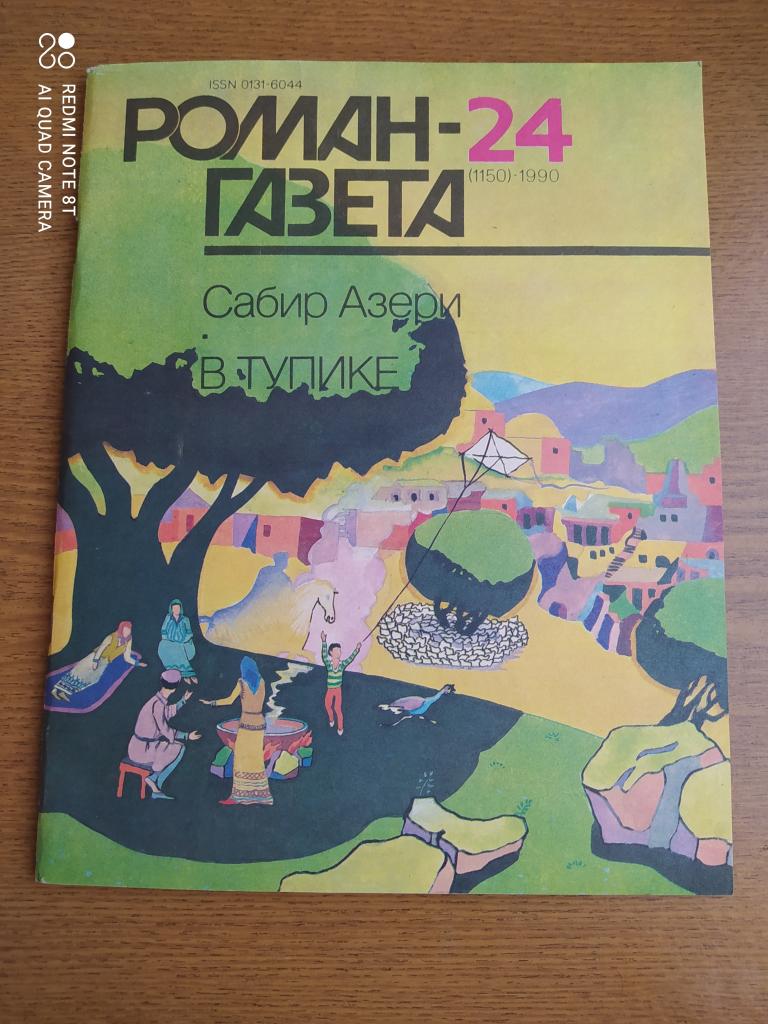 ISSN 0131-6044
РОМАН-24
ГАЗЕТА
(1150)·1990
Сабир Азери
В ТУПИКЕ
REDMI NOTE 8T
AI QUAD CAMERA